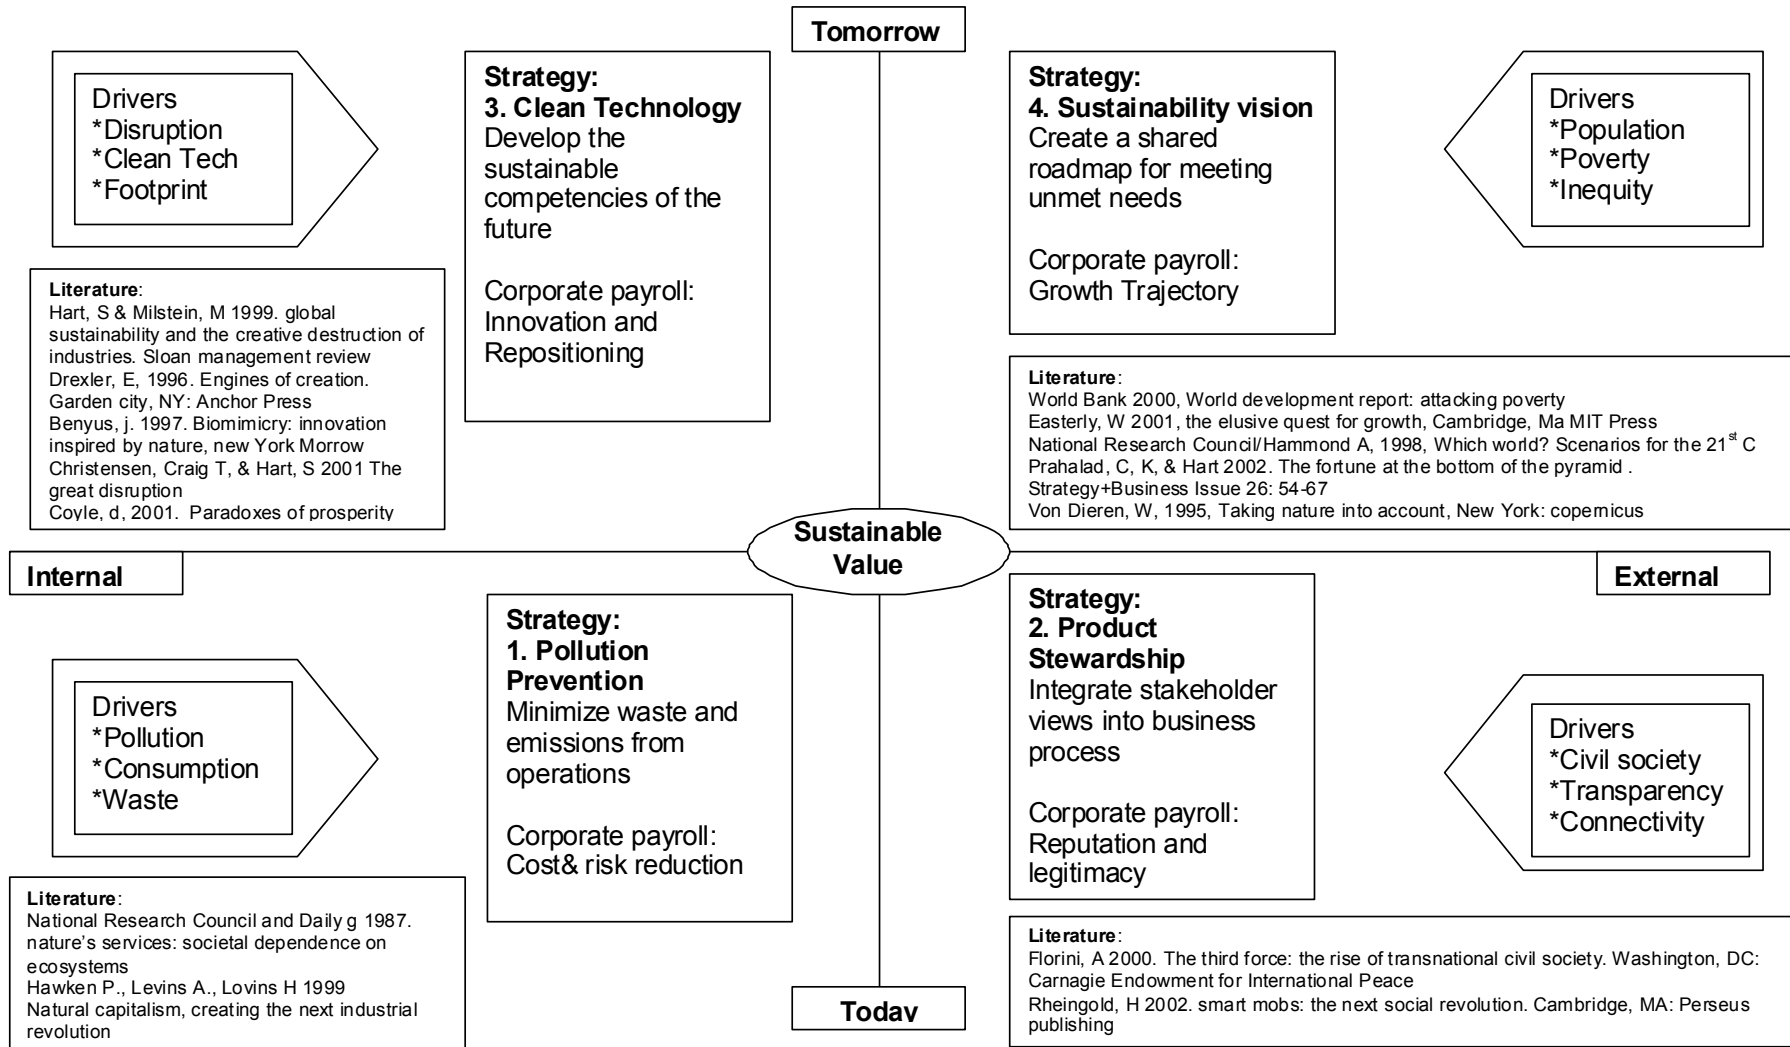 Tomorrow
Drivers
*Disruption
*Clean Tech
*Footprint
Strategy:
3. Clean Technology
Develop the
sustainable
competencies of the
future
Corporate payroll:
Innovation and
Repositioning
Strategy:
4. Sustainability vision
Create a shared
roadmap for meeting
unmet needs
Corporate payroll:
Growth Trajectory
Drivers
*Population
*Poverty
*Inequity
Literature:
Hart, S & Milstein, M 1999. global
sustainability and the creative destruction of
industries. Sloan management review
Drexler, E, 1996. Engines of creation.
Garden city, NY: Anchor Press
Benyus, j. 1997. Biomimicry: innovation
inspired by nature, new York Morrow
Christensen, Craig T, & Hart, S 2001 The
great disruption
Coyle, d, 2001. Paradoxes of prosperity
Literature:
World Bank 2000, World development report: attacking poverty
Easterly, W 2001, the elusive quest for growth, Cambridge, Ma MIT Press
National Research Council/Hammond A, 1998, Which world? Scenarios for the 21st C
Prahalad, C, K, & Hart 2002. The fortune at the bottom of the pyramid .
Strategy+Business Issue 26: 54-67
Von Dieren, W, 1995, Taking nature into account, New York: copernicus
Sustainable
Value
Internal
External
Drivers
*Pollution
*Consumption
*Waste
Strategy:
1. Pollution
Prevention
Minimize waste and
emissions from
operations
Corporate payroll:
Cost& risk reduction
Strategy:
2. Product
Stewardship
Integrate stakeholder
views into business
process
Corporate payroll:
Reputation and
legitimacy
Drivers
*Civil society
*Transparency
*Connectivity
Literature:
National Research Council and Daily g 1987.
nature's services: societal dependence on
ecosystems
Hawken P., Levins A., Lovins H 1999
Natural capitalism, creating the next industrial
revolution
Literature:
Florini, A 2000. The third force: the rise of transnational civil society. Washington, DC:
Carnagie Endowment for International Peace
Rheingold, H 2002. smart mobs: the next social revolution. Cambridge, MA: Perseus
publishing
Today